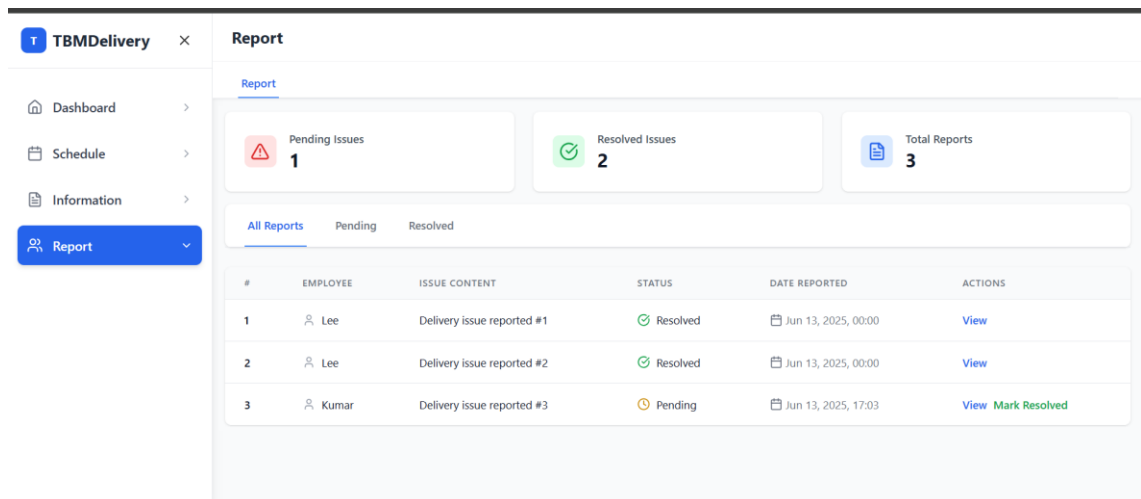 T TBMDelivery
Report
Report
Dashboard
Schedule
Information
Report
Pending Issues
1
Resolved Issues
2
Total Reports
3
All Reports Pending Resolved
# EMPLOYEE ISSUE CONTENT STATUS DATE REPORTED ACTIONS
1 Lee Delivery issue reported #1 Resolved Jun 13, 2025, 00:00 View
2 Lee Delivery issue reported #2 Resolved Jun 13, 2025, 00:00 View
3 Kumar Delivery issue reported #3 Pending Jun 13, 2025, 17:03 View Mark Resolved